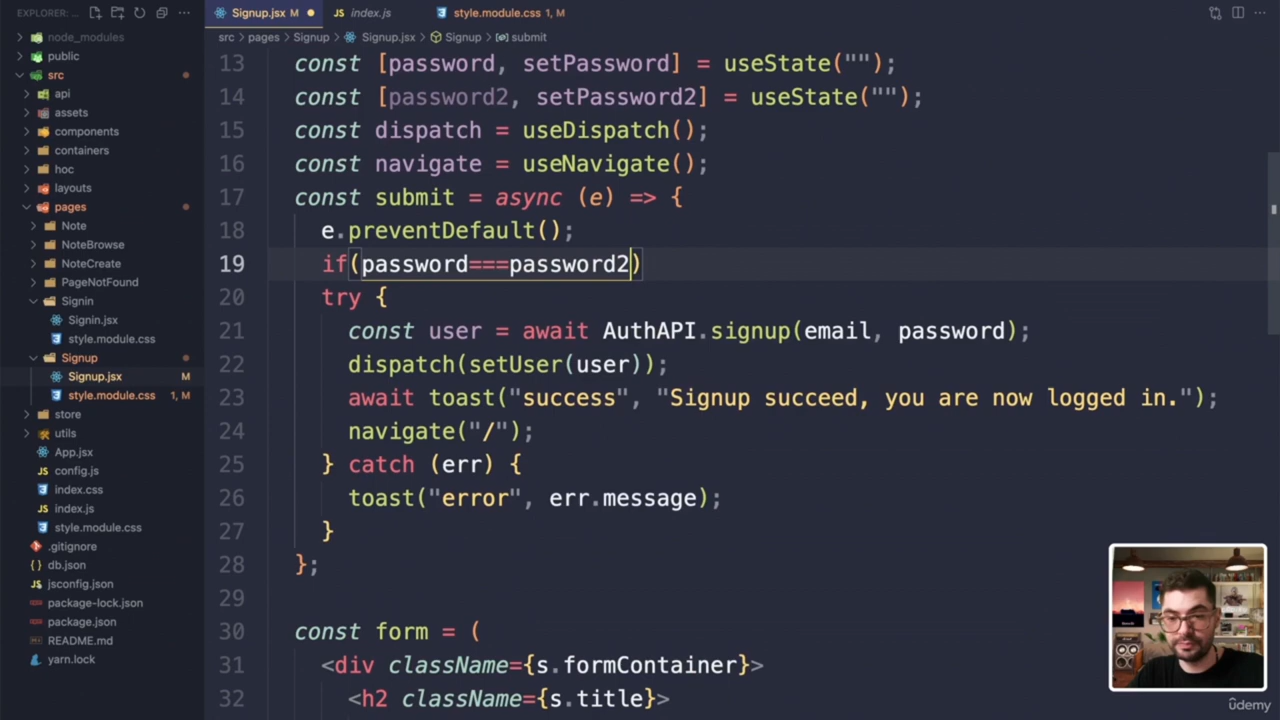 EXPLORER: ...
node_modules
public
src
api
assets
components
containers
hoc
layouts
pages
Note
NoteBrowse
NoteCreate
PageNotFound
Signin
Signin.jsx
style.module.css
Signup
Signup.jsx M
style.module.css 1, M
store
utils
App.jsx
config.js
index.css
index.js
style.module.css
.gitignore
db.json
jsconfig.json
package-lock.json
package.json
README.md
yarn.lock
Signup.jsx M
index.js
style.module.css 1, M
src > pages > Signup > Signup.jsx > Signup > submit
13 const [password, setPassword] = useState("");
14 const [password2, setPassword2] = useState("");
15 const dispatch = useDispatch();
16 const navigate = useNavigate();
17 const submit = async (e) => {
18 e.preventDefault();
19 if(password===password2)
20 try {
21 const user = await AuthAPI.signup(email, password);
22 dispatch(setUser(user));
23 await toast("success", "Signup succeed, you are now logged in.");
24 navigate("/");
25 } catch (err) {
26 toast("error", err.message);
27 }
28 };
29
30 const form = (
31 <div className={s.formContainer}>
32 <h2 className={s.title}>
udemy